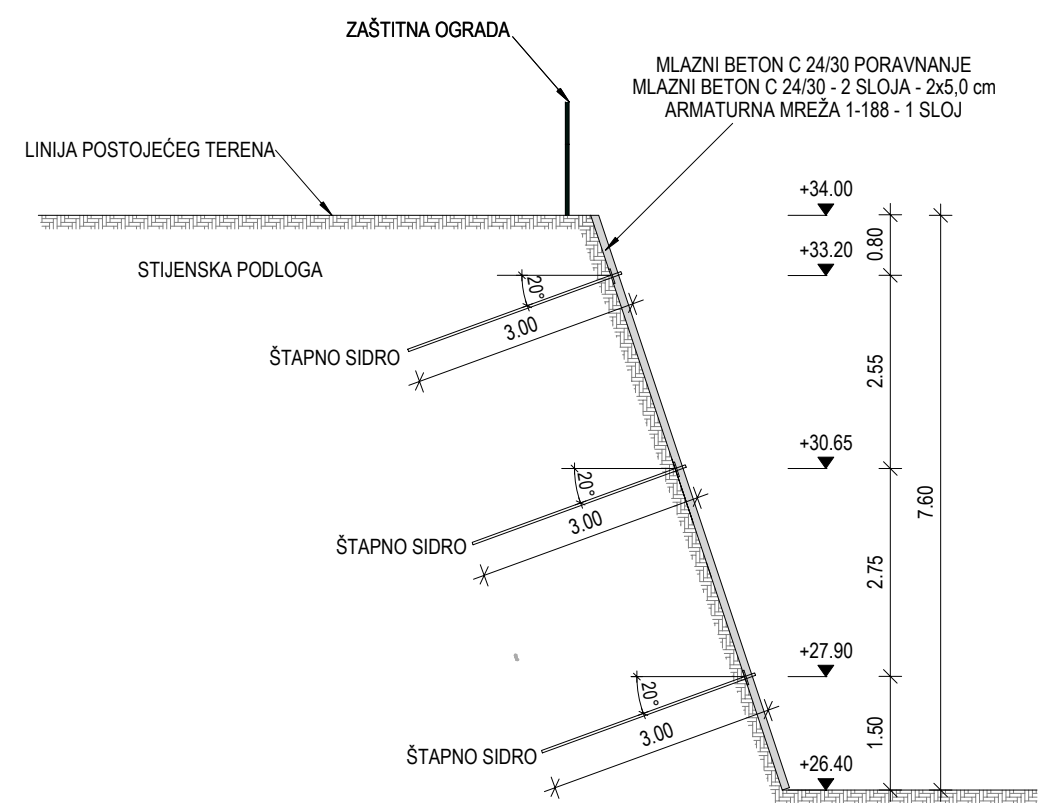 ZAŠTITNA OGRADA
MLAZNI BETON C 24/30 PORAVNANJE
MLAZNI BETON C 24/30 - 2 SLOJA - 2x5,0 cm
ARMATURNA MREŽA 1-188 - 1 SLOJ
LINIJA POSTOJEĆEG TERENA
+34.00
0.80
+33.20
STIJENSKA PODLOGA
20°
3.00
ŠTAPNO SIDRO
2.55
+30.65
20°
3.00
7.60
ŠTAPNO SIDRO
2.75
+27.90
20°
3.00
ŠTAPNO SIDRO
1.50
+26.40